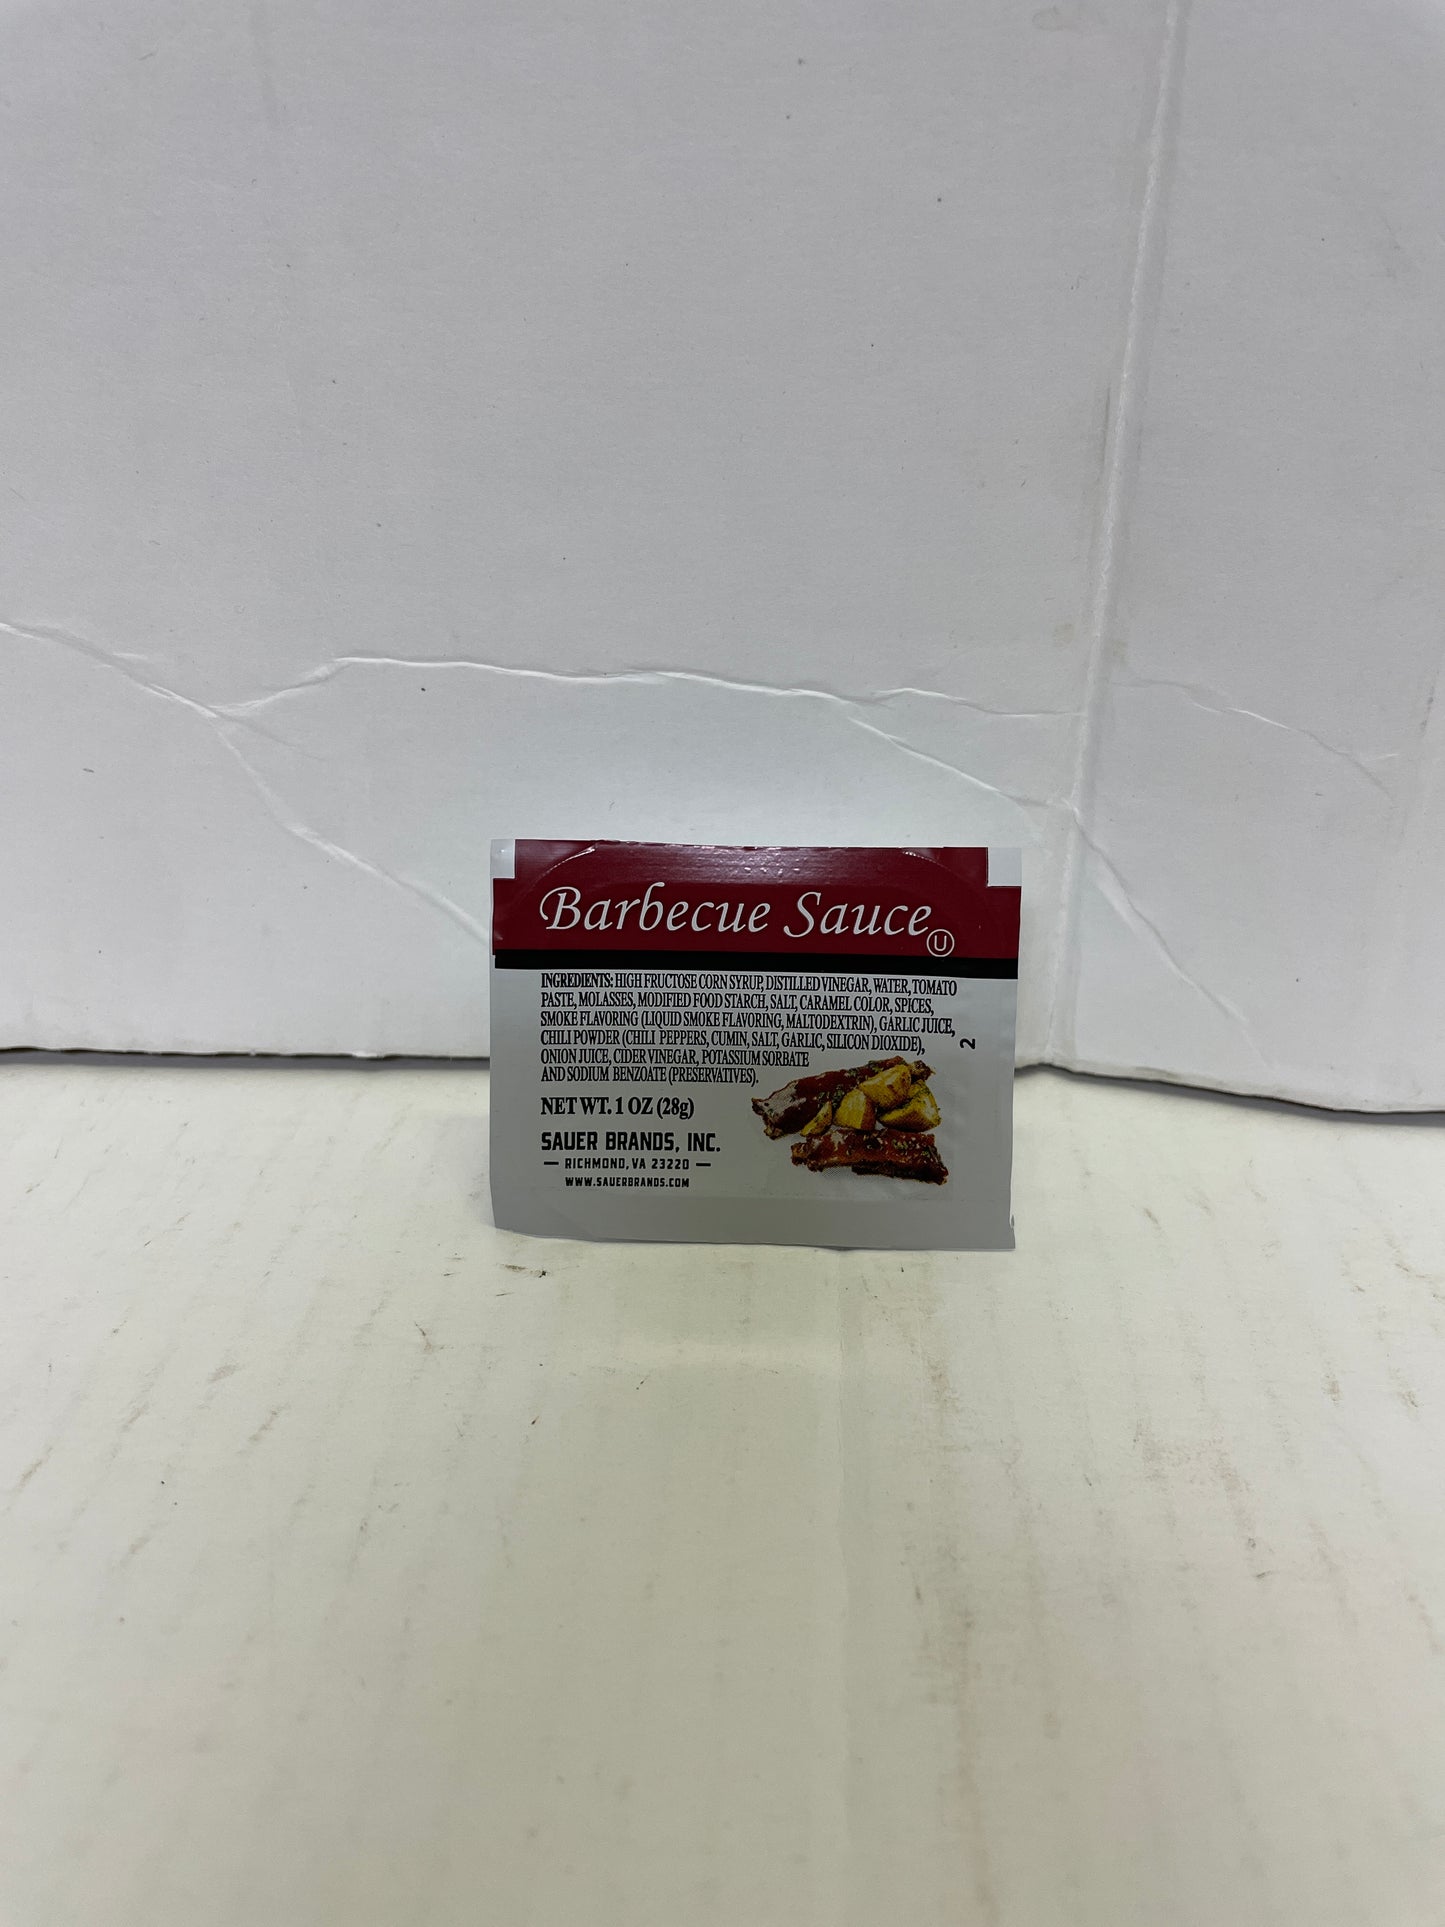 Barbecue Sauce
U
INGREDIENTS: HIGH FRUCTOSE CORN SYRUP, DISTILLED VINEGAR, WATER, TOMATO
PASTE, MOLASSES, MODIFIED FOOD STARCH, SALT, CARAMEL COLOR, SPICES,
SMOKE FLAVORING (LIQUID SMOKE FLAVORING, MALTODEXTRIN), GARLIC JUICE,
CHILI POWDER (CHILI PEPPERS, CUMIN, SALT, GARLIC, SILICON DIOXIDE),
ONION JUICE, CIDER VINEGAR, POTASSIUM SORBATE
AND SODIUM BENZOATE (PRESERVATIVES).
2
NET WT. 1 OZ (28g)
SAUER BRANDS, INC.
— RICHMOND, VA 23220 —
WWW.SAUERBRANDS.COM